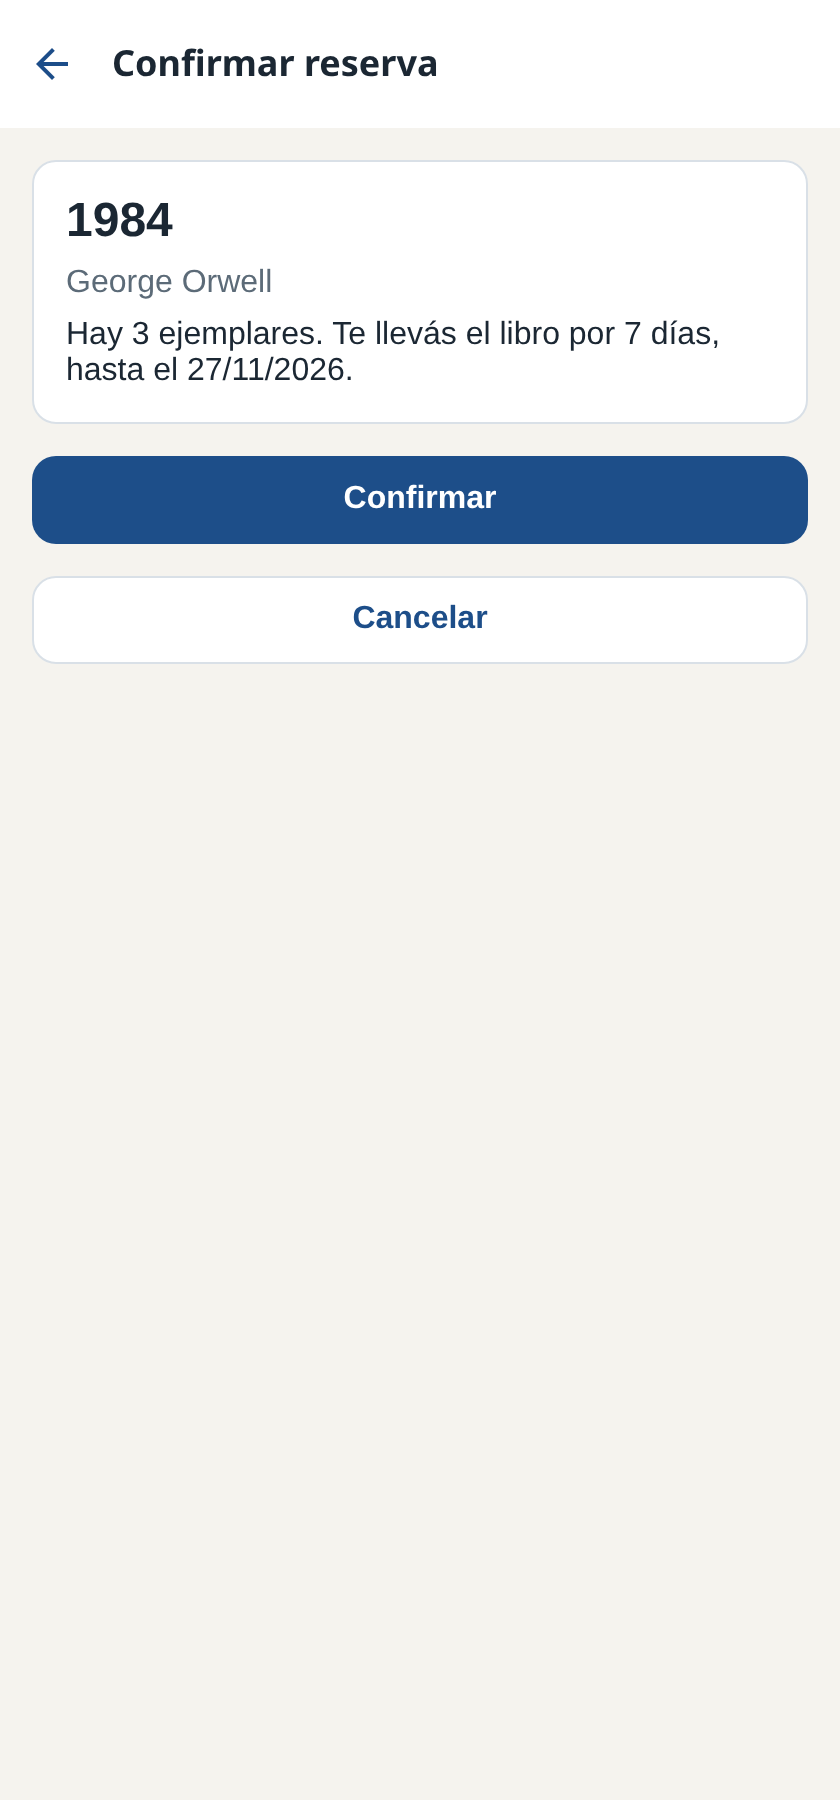 Confirmar reserva
1984
George Orwell
Hay 3 ejemplares. Te llevás el libro por 7 días,
hasta el 27/11/2026.
Confirmar
Cancelar